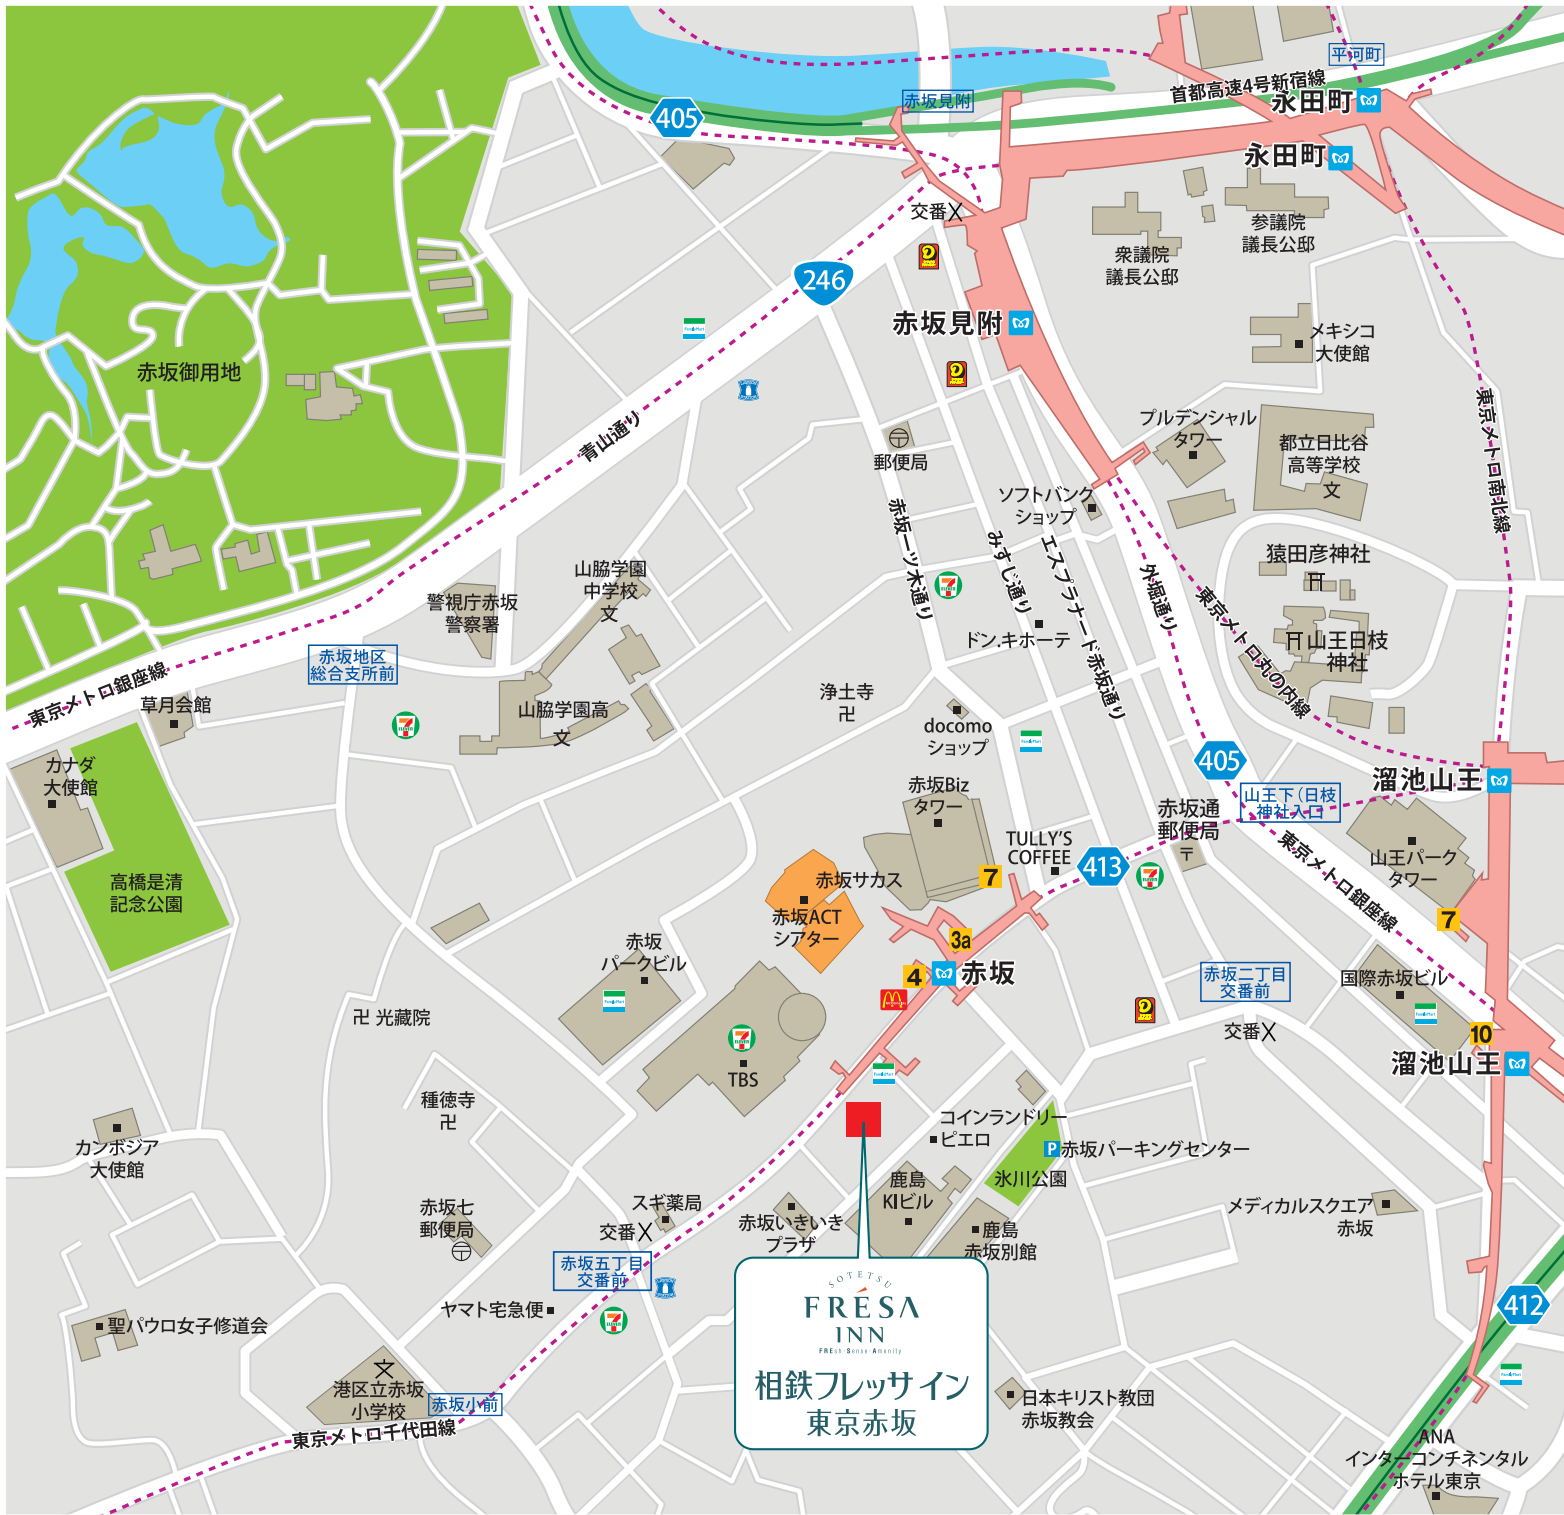 平河町
首都高速4号新宿線
永田町
405
赤坂見附
永田町
交番
参議院
議長公邸
衆議院
議長公邸
246
赤坂見附
メキシコ
大使館
FamilyMart
赤坂御用地
青山通り
東京メトロ南北線
プルデンシャル
タワー
都立日比谷
高等学校
文
郵便局
ソフトバンク
ショップ
赤坂一ツ木通り
みすじ通り
エスプラナード赤坂通り
外堀通り
猿田彦神社
山脇学園
中学校
文
警視庁赤坂
警察署
7
ELEVEN
東京メトロ丸の内線
ドン.キホーテ
山王日枝
神社
赤坂地区
総合支所前
東京メトロ銀座線
草月会館
山脇学園高
文
浄土寺
卍
docomo
ショップ
7
ELEVEN
FamilyMart
405
溜池山王
カナダ
大使館
赤坂Biz
タワー
山王下(日枝
神社入口
赤坂通
郵便局
〒
TULLY'S
COFFEE
413
7
ELEVEN
東京メトロ銀座線
山王パーク
タワー
7
高橋是清
記念公園
赤坂サカス
7
赤坂ACT
シアター
赤坂
パークビル
3a
4
赤坂
赤坂二丁目
交番前
国際赤坂ビル
FamilyMart
FamilyMart
卍 光蔵院
交番
10
溜池山王
7
ELEVEN
TBS
FamilyMart
種徳寺
卍
コインランドリー
ピエロ
P
赤坂パーキングセンター
カンボジア
大使館
鹿島
KIビル
氷川公園
赤坂七
郵便局
スギ薬局
交番
赤坂いきいき
プラザ
鹿島
赤坂別館
メディカルスクエア
赤坂
赤坂五丁目
交番前
ヤマト宅急便
7
ELEVEN
412
聖パウロ女子修道会
SOTETSU
FRESA
INN
FREsh・Sense・Amenity
相鉄フレッサイン
東京赤坂
FamilyMart
港区立赤坂
小学校
赤坂小前
東京メトロ千代田線
日本キリスト教団
赤坂教会
ANA
インターコンチネンタル
ホテル東京